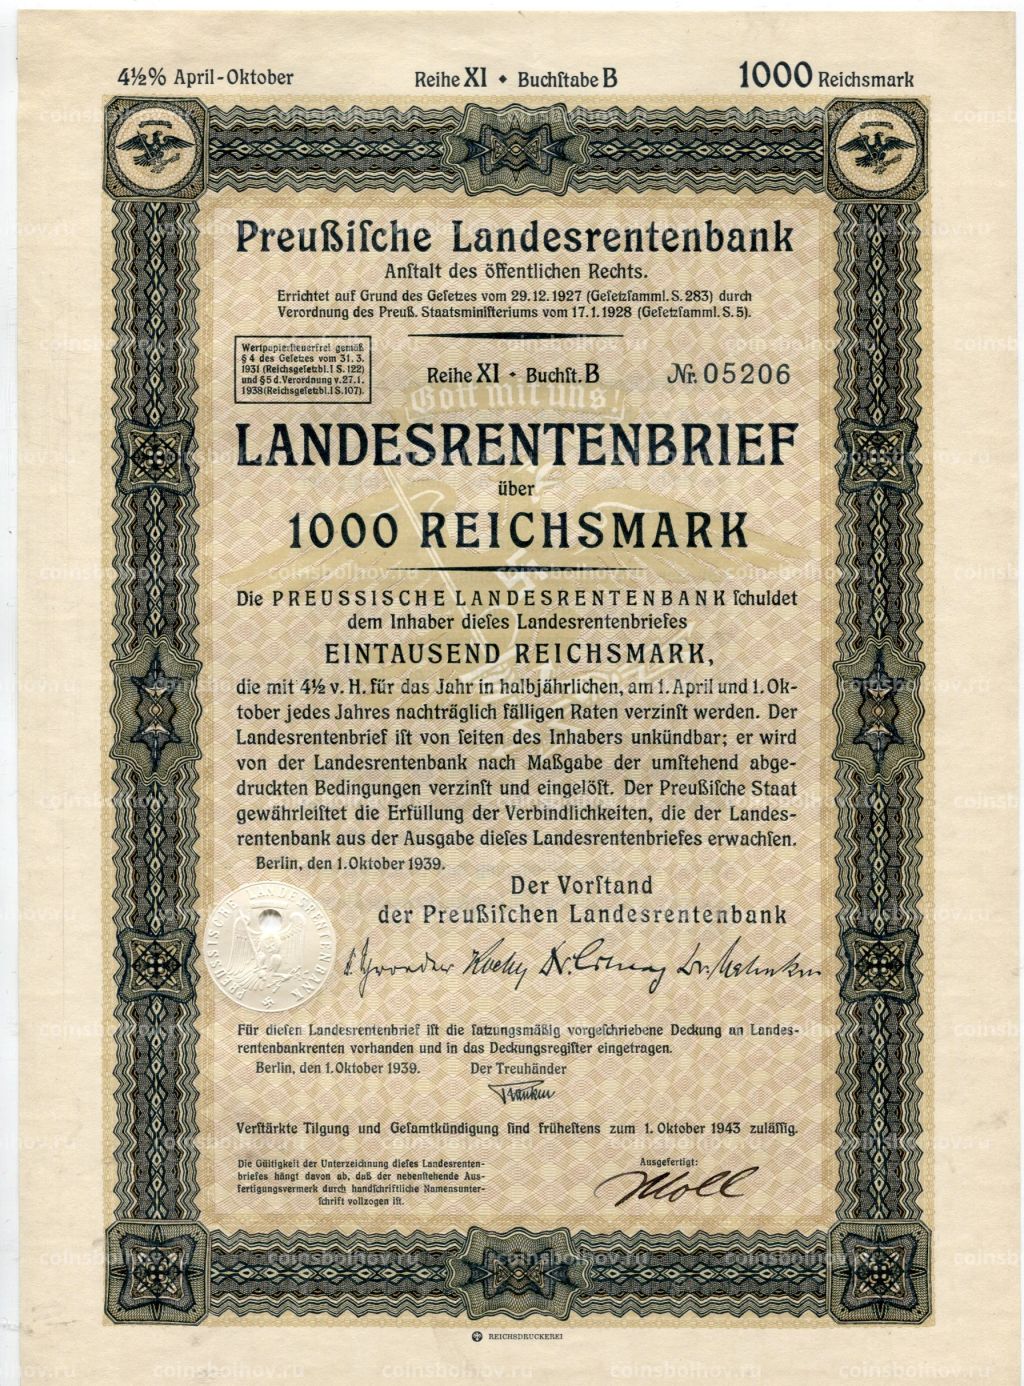 4½% April-Oktober Reihe XI • Buchſtabe B 1000 Reichsmark
Preußiſche Landesrentenbank
Anſtalt des öffentlichen Rechts.
Errichtet auf Grund des Geſetzes vom 29.12.1927 (Geſetzſamml. S. 283) durch
Verordnung des Preuß. Staatsminiſteriums vom 17.1.1928 (Geſetzſamml. S. 5).
Wertpapierſteuerfrei gemäß
§ 4 des Geſetzes vom 31. 3.
1931 (Reichsgeſetzbl. I S. 122)
und § 5 d. Verordnung v. 27.1.
1938 (Reichsgeſetzbl. I S. 107).
Reihe XI • Buchſt. B Nr. 05206
Gott mit uns!
LANDESRENTENBRIEF
über
1000 REICHSMARK
Die PREUSSISCHE LANDESRENTENBANK ſchuldet
dem Inhaber dieſes Landesrentenbriefes
EINTAUSEND REICHSMARK,
die mit 4½ v. H. für das Jahr in halbjährlichen, am 1. April und 1. Ok-
tober jedes Jahres nachträglich fälligen Raten verzinſt werden. Der
Landesrentenbrief iſt von ſeiten des Inhabers unkündbar; er wird
von der Landesrentenbank nach Maßgabe der umſtehend abge-
druckten Bedingungen verzinſt und eingelöſt. Der Preußiſche Staat
gewährleiſtet die Erfüllung der Verbindlichkeiten, die der Landes-
rentenbank aus der Ausgabe dieſes Landesrentenbriefes erwachſen.
Berlin, den 1. Oktober 1939.
Der Vorſtand
der Preußiſchen Landesrentenbank
PREUSSISCHE LANDESRENTENBANK
Für dieſen Landesrentenbrief iſt die ſatzungsmäßig vorgeſchriebene Deckung an Landes-
rentenbankrenten vorhanden und in das Deckungsregiſter eingetragen.
Berlin, den 1. Oktober 1939. Der Treuhänder
Verſtärkte Tilgung und Geſamtkündigung ſind früheſtens zum 1. Oktober 1943 zuläſſig.
Die Gültigkeit der Unterzeichnung dieſes Landesrenten-
briefes hängt davon ab, daß der nebenſtehende Aus-
fertigungsvermerk durch handſchriftliche Namensunter-
ſchrift vollzogen iſt.
Ausgefertigt:
Moll
REICHSDRUCKEREI
coinsbolhov.ru